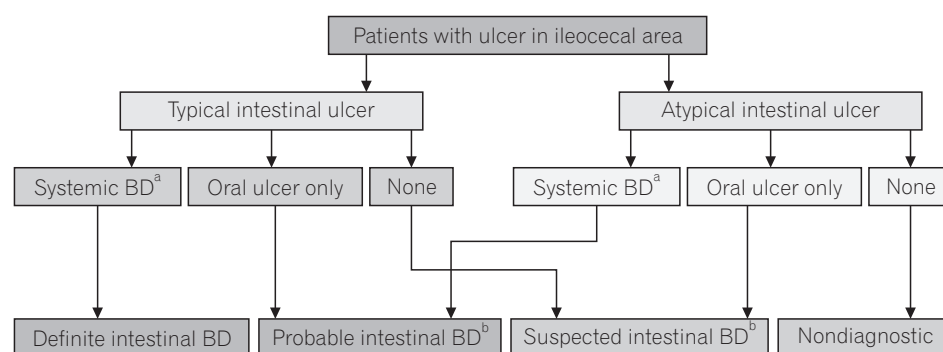 Patients with ulcer in ileocecal area
Typical intestinal ulcer
Atypical intestinal ulcer
Systemic BDᵃ
Oral ulcer only
None
Systemic BDᵃ
Oral ulcer only
None
Definite intestinal BD
Probable intestinal BDᵇ
Suspected intestinal BDᵇ
Nondiagnostic